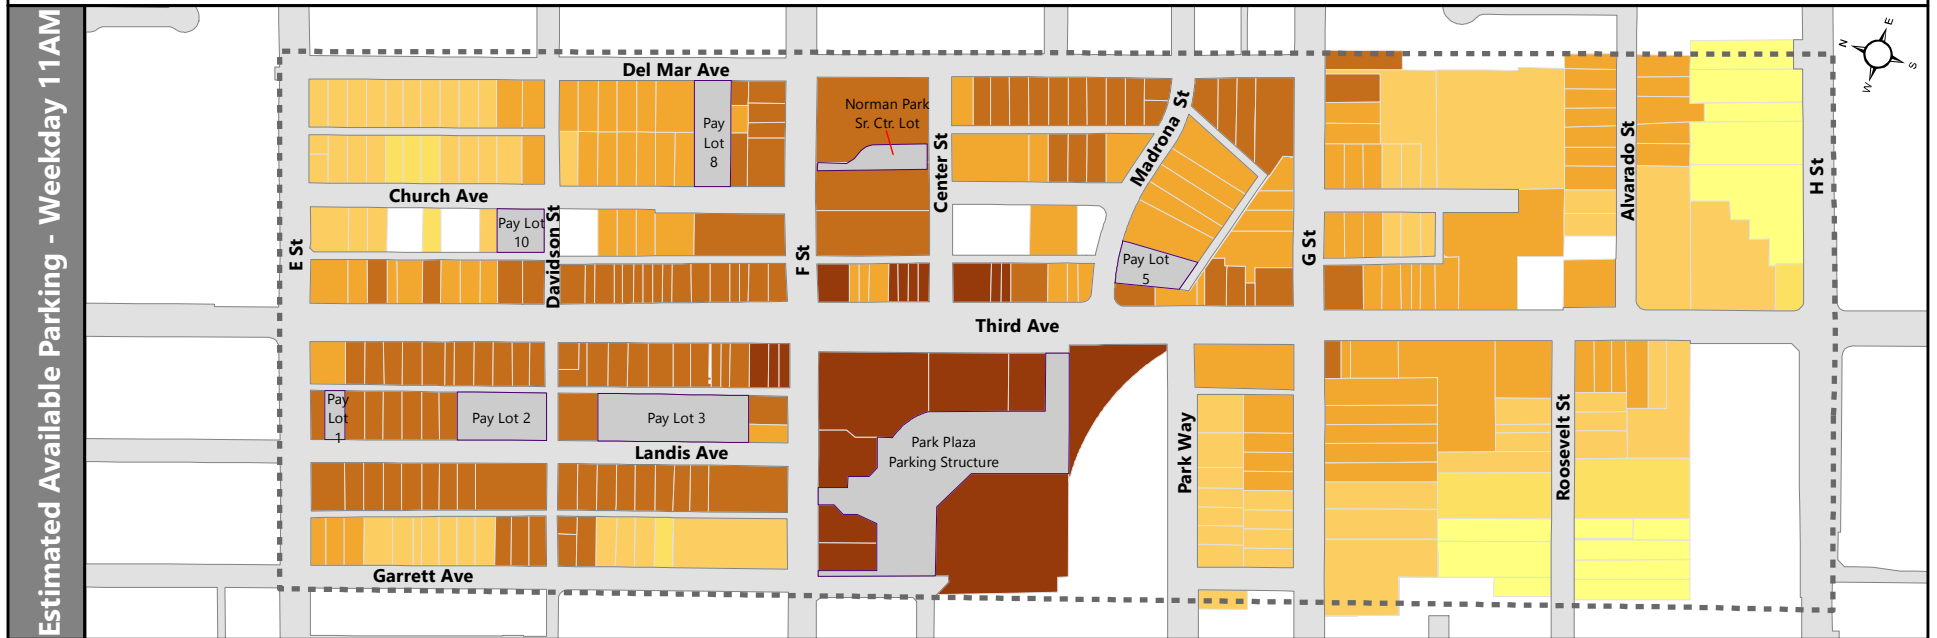 Estimated Available Parking - Weekday 11AM
Del Mar Ave
N
E
S
W
Norman Park
Sr. Ctr. Lot
Pay
Lot
8
Center St
Madrona St
Alvarado St
H St
Church Ave
Pay Lot
10
E St
Davidson St
F St
G St
Pay Lot
5
Third Ave
Pay
Lot
1
Pay Lot 2
Pay Lot 3
Landis Ave
Park Plaza
Parking Structure
Park Way
Roosevelt St
Garrett Ave